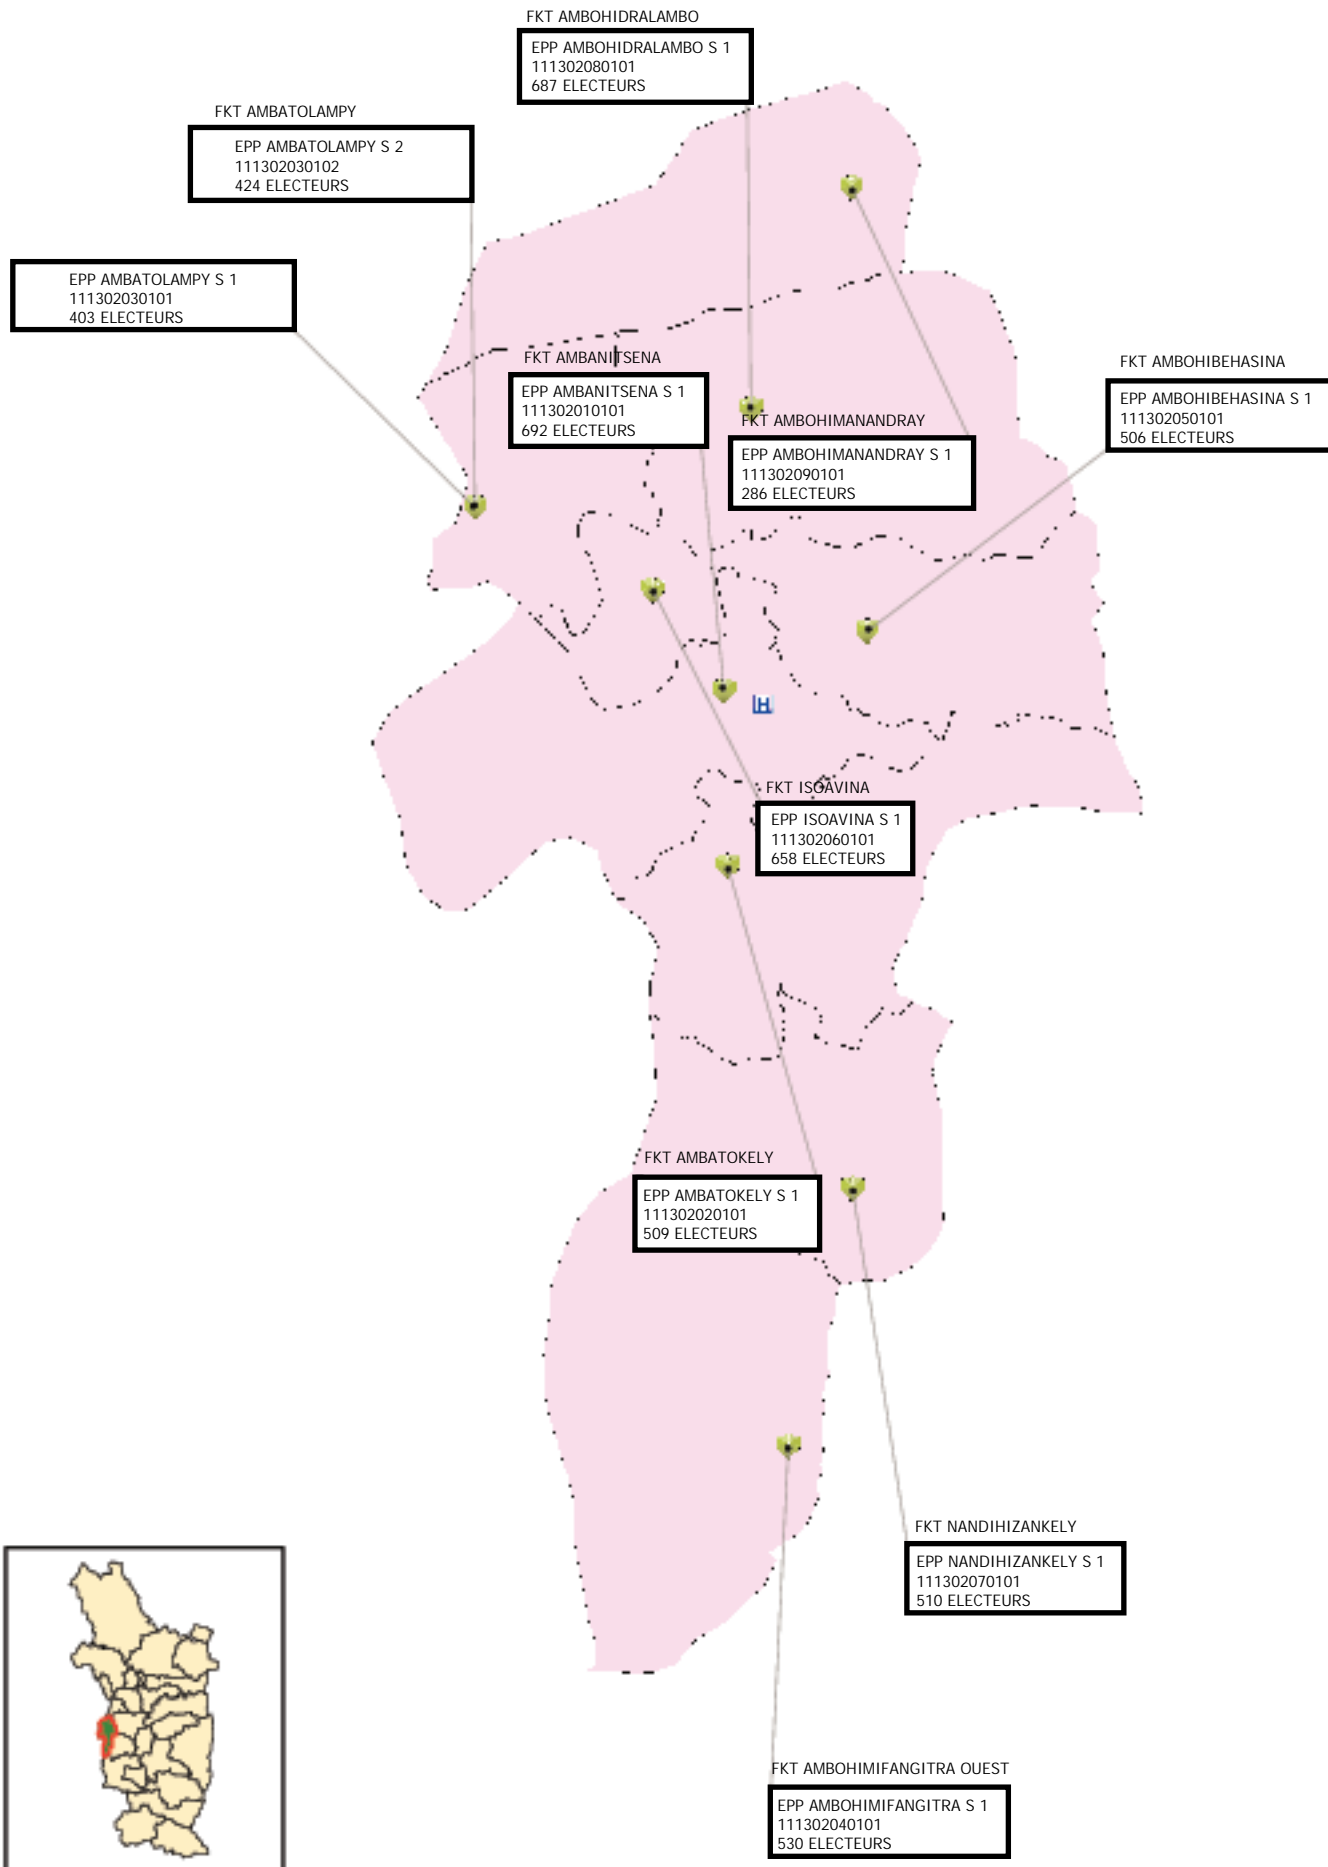 FKT AMBOHIDRALAMBO
EPP AMBOHIDRALAMBO S 1
111302080101
687 ELECTEURS
FKT AMBATOLAMPY
EPP AMBATOLAMPY S 2
111302030102
424 ELECTEURS
EPP AMBATOLAMPY S 1
111302030101
403 ELECTEURS
FKT AMBANITSENA
EPP AMBANITSENA S 1
111302010101
692 ELECTEURS
FKT AMBOHIMANANDRAY
EPP AMBOHIMANANDRAY S 1
111302090101
286 ELECTEURS
FKT AMBOHIBEHASINA
EPP AMBOHIBEHASINA S 1
111302050101
506 ELECTEURS
H
FKT ISOAVINA
EPP ISOAVINA S 1
111302060101
658 ELECTEURS
FKT AMBATOKELY
EPP AMBATOKELY S 1
111302020101
509 ELECTEURS
FKT NANDIHIZANKELY
EPP NANDIHIZANKELY S 1
111302070101
510 ELECTEURS
FKT AMBOHIMIFANGITRA OUEST
EPP AMBOHIMIFANGITRA S 1
111302040101
530 ELECTEURS